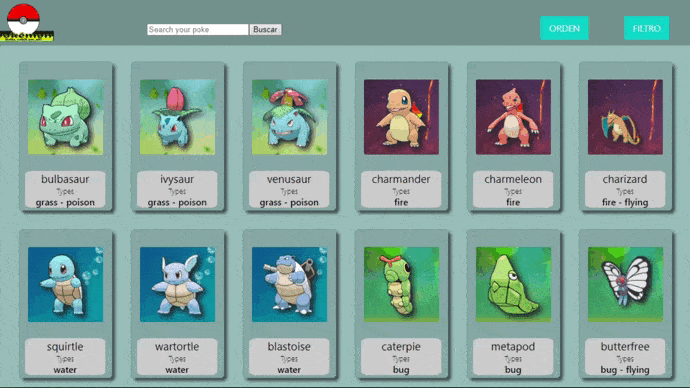 Search your poke Buscar ORDEN FILTRO
bulbasaur ivysaur venusaur charmander charmeleon charizard
Types Types Types Types Types Types
grass - poison grass - poison grass - poison fire fire fire - flying
squirtle wartortle blastoise caterpie metapod butterfree
Types Types Types Types Types Types
water water water bug bug bug - flying